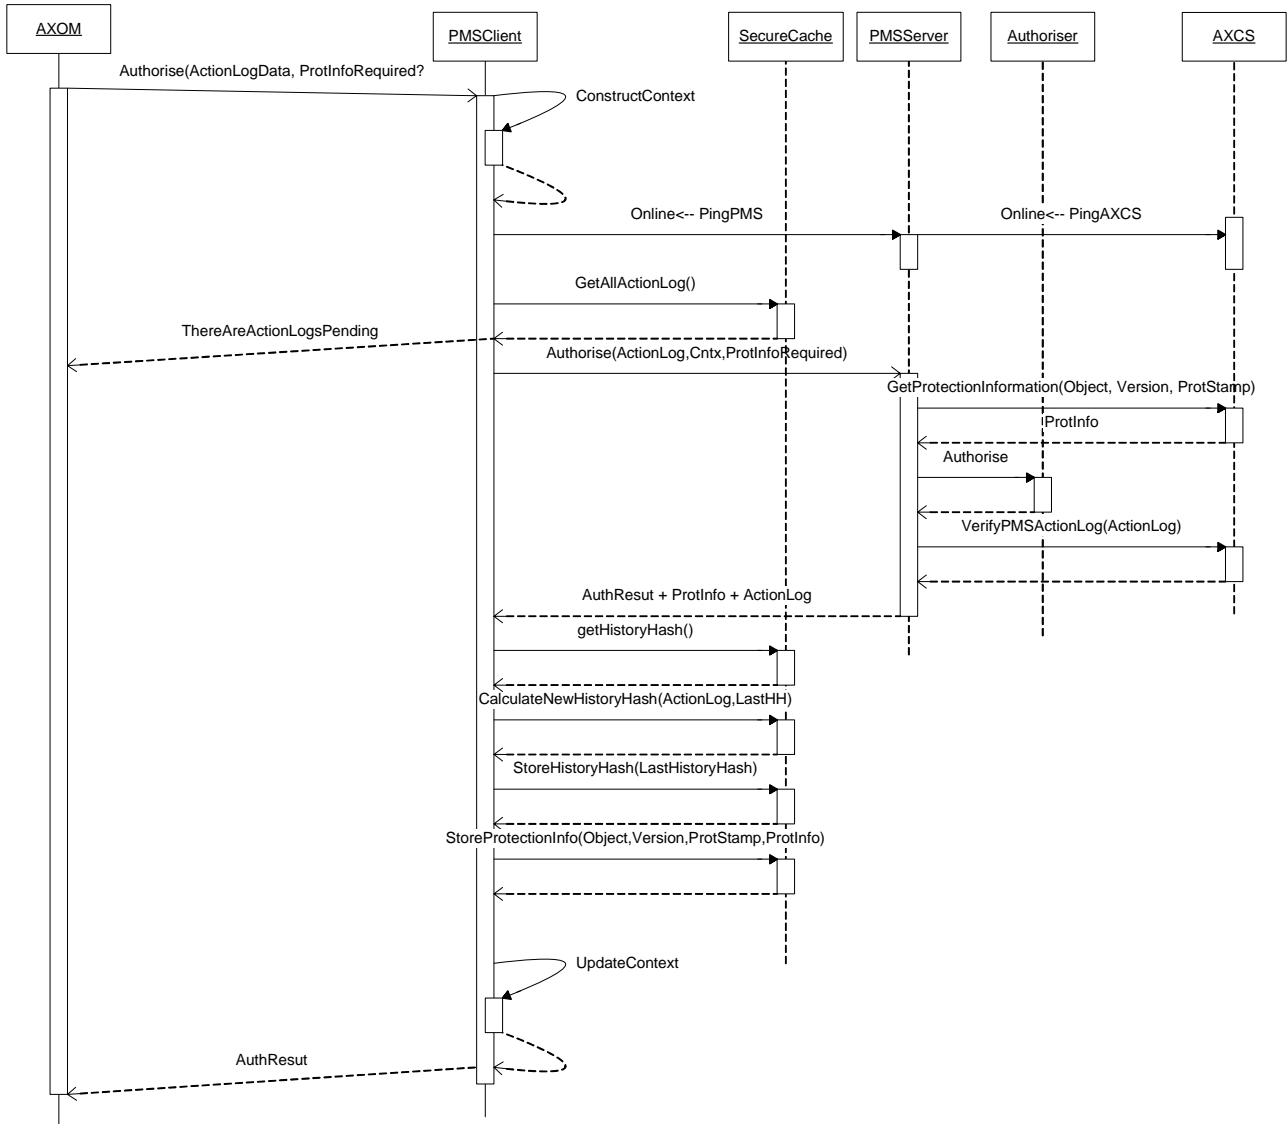 AXOM
PMSClient
SecureCache
PMSServer
Authoriser
AXCS
Authorise(ActionLogData, ProtInfoRequired?
ConstructContext
Online<-- PingPMS
Online<-- PingAXCS
GetAllActionLog()
ThereAreActionLogsPending
Authorise(ActionLog,Cntx,ProtInfoRequired)
GetProtectionInformation(Object, Version, ProtStamp)
ProtInfo
Authorise
VerifyPMSActionLog(ActionLog)
AuthResut + ProtInfo + ActionLog
getHistoryHash()
CalculateNewHistoryHash(ActionLog,LastHH)
StoreHistoryHash(LastHistoryHash)
StoreProtectionInfo(Object,Version,ProtStamp,ProtInfo)
UpdateContext
AuthResut